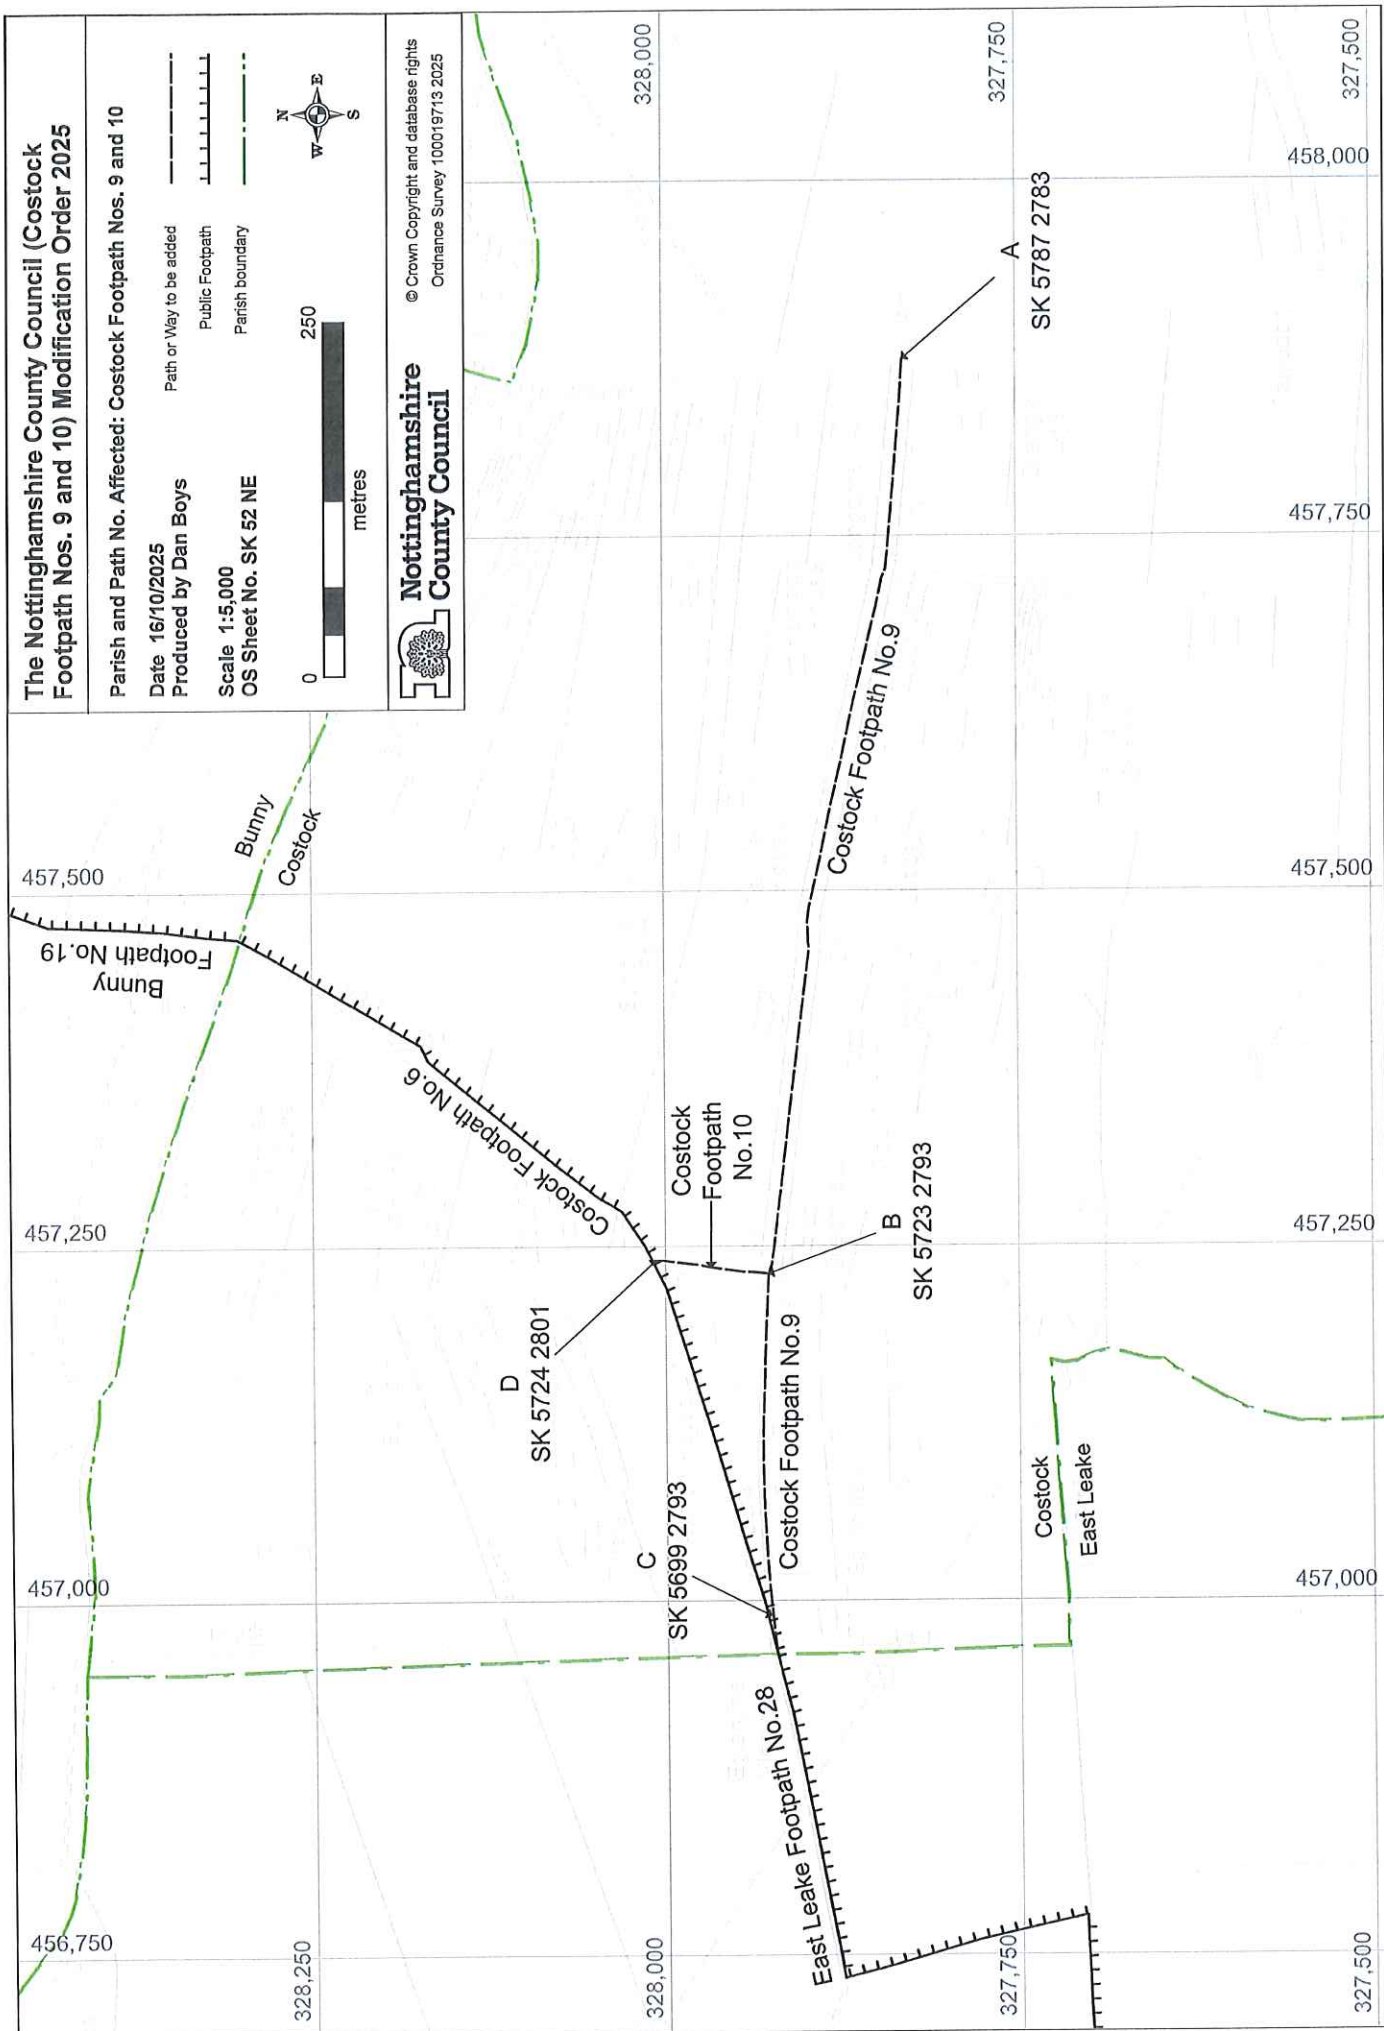 The Nottinghamshire County Council (Costock
Footpath Nos. 9 and 10) Modification Order 2025
Parish and Path No. Affected: Costock Footpath Nos. 9 and 10
Date 16/10/2025
Produced by Dan Boys
Scale 1:5,000
OS Sheet No. SK 52 NE
Path or Way to be added
Public Footpath
Parish boundary
N
W
E
S
0
250
metres
Nottinghamshire
County Council
© Crown Copyright and database rights
Ordnance Survey 100019713 2025
456,750
457,000
457,250
457,500
328,250
328,000
328,000
327,750
327,750
327,500
327,500
457,000
457,250
457,500
457,750
458,000
Bunny
Footpath No.19
Bunny
Costock
Costock Footpath No.6
D
SK 5724 2801
Costock
Footpath
No.10
C
SK 5699 2793
Costock Footpath No.9
B
SK 5723 2793
Costock Footpath No.9
A
SK 5787 2783
East Leake Footpath No.28
Costock
East Leake